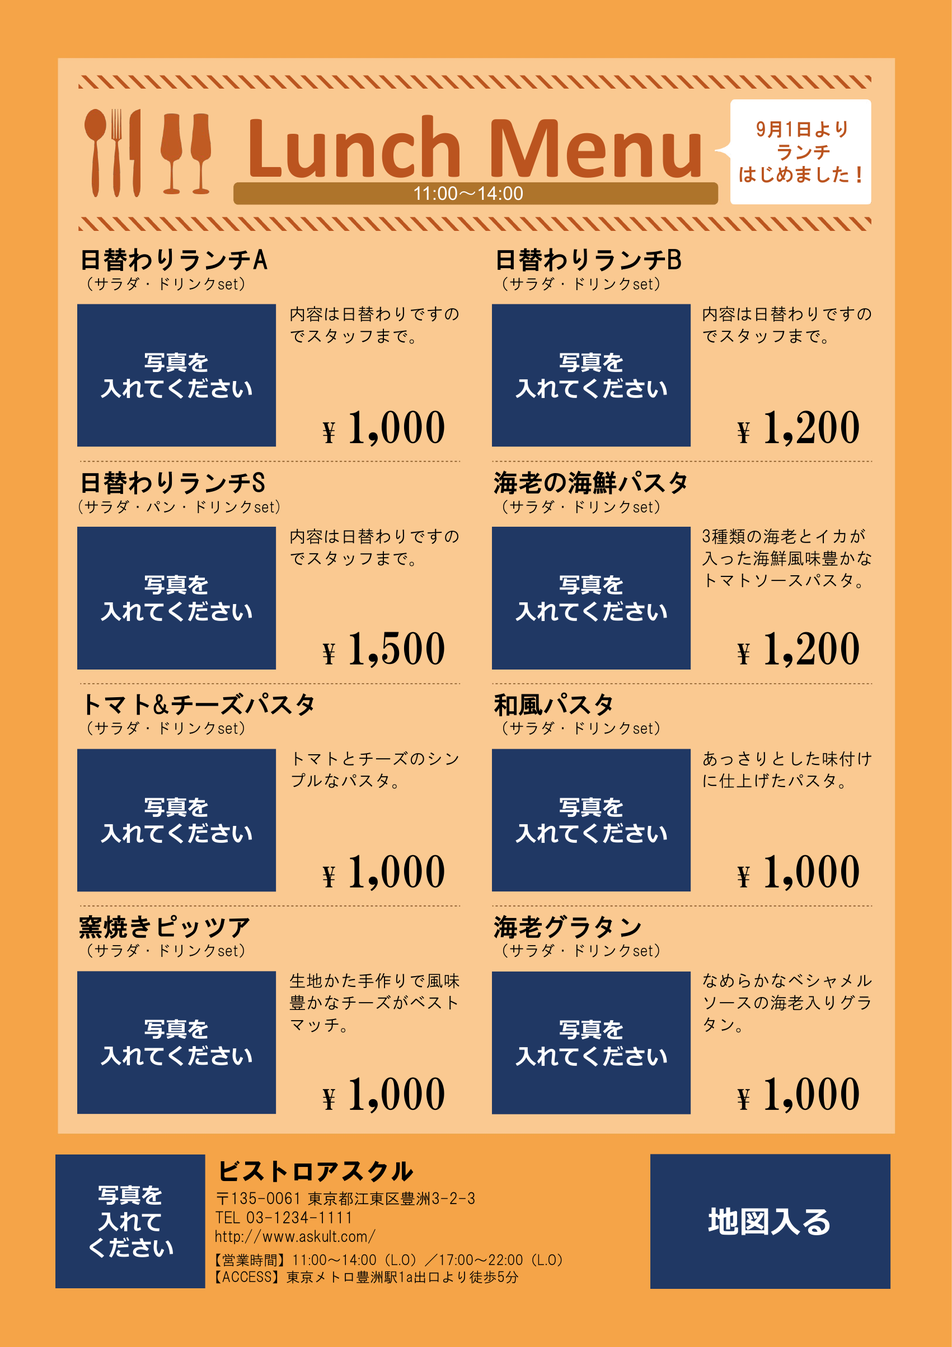 Lunch Menu
11:00～14:00
9月1日より
ランチ
はじめました！
日替わりランチA
（サラダ・ドリンクset）
写真を
入れてください
内容は日替わりですの
でスタッフまで。
¥ 1,000
日替わりランチB
（サラダ・ドリンクset）
写真を
入れてください
内容は日替わりですの
でスタッフまで。
¥ 1,200
日替わりランチS
（サラダ・パン・ドリンクset）
写真を
入れてください
内容は日替わりですの
でスタッフまで。
¥ 1,500
海老の海鮮パスタ
（サラダ・ドリンクset）
写真を
入れてください
3種類の海老とイカが
入った海鮮風味豊かな
トマトソースパスタ。
¥ 1,200
トマト&チーズパスタ
（サラダ・ドリンクset）
写真を
入れてください
トマトとチーズのシン
プルなパスタ。
¥ 1,000
和風パスタ
（サラダ・ドリンクset）
写真を
入れてください
あっさりとした味付け
に仕上げたパスタ。
¥ 1,000
窯焼きピッツア
（サラダ・ドリンクset）
写真を
入れてください
生地かた手作りで風味
豊かなチーズがベスト
マッチ。
¥ 1,000
海老グラタン
（サラダ・ドリンクset）
写真を
入れてください
なめらかなベシャメル
ソースの海老入りグラ
タン。
¥ 1,000
写真を
入れて
ください
ビストロアスクル
〒135-0061 東京都江東区豊洲3-2-3
TEL 03-1234-1111
http://www.askult.com/
【営業時間】11:00～14:00（L.O）／17:00～22:00（L.O）
【ACCESS】東京メトロ豊洲駅1a出口より徒歩5分
地図入る